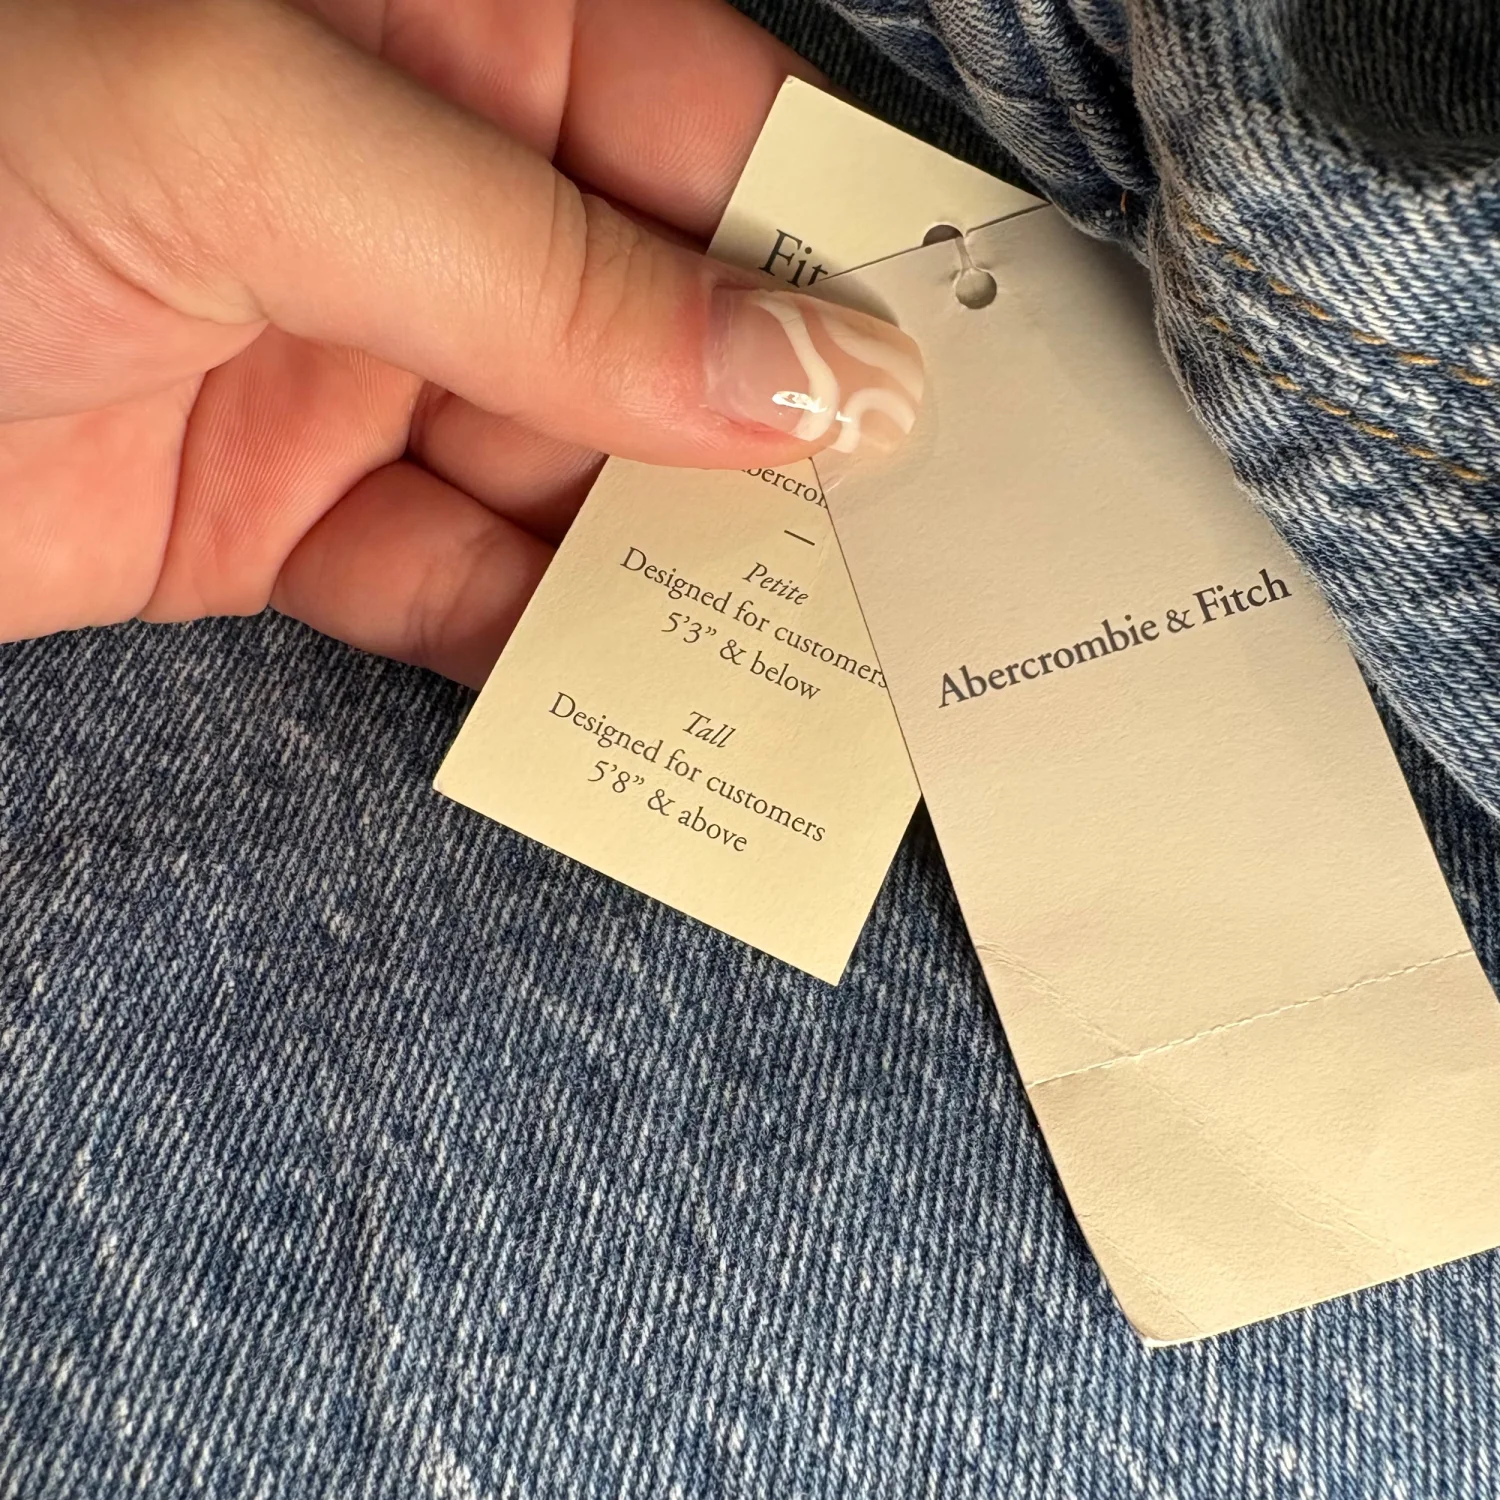 Petite
Designed for customers
5’3” & below
Tall
Designed for customers
5’8” & above
Abercrombie & Fitch